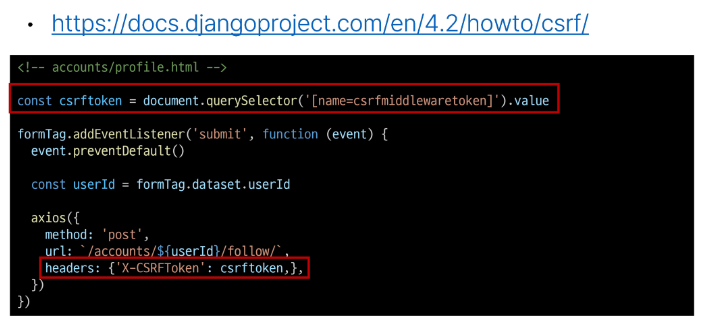 • https://docs.djangoproject.com/en/4.2/howto/csrf/
<!-- accounts/profile.html -->
const csrftoken = document.querySelector('[name=csrfmiddlewaretoken]').value
formTag.addEventListener('submit', function (event) {
event.preventDefault()
const userId = formTag.dataset.userId
axios({
method: 'post',
url: `/accounts/${userId}/follow/`,
headers: {'X-CSRFToken': csrftoken,},
})
})